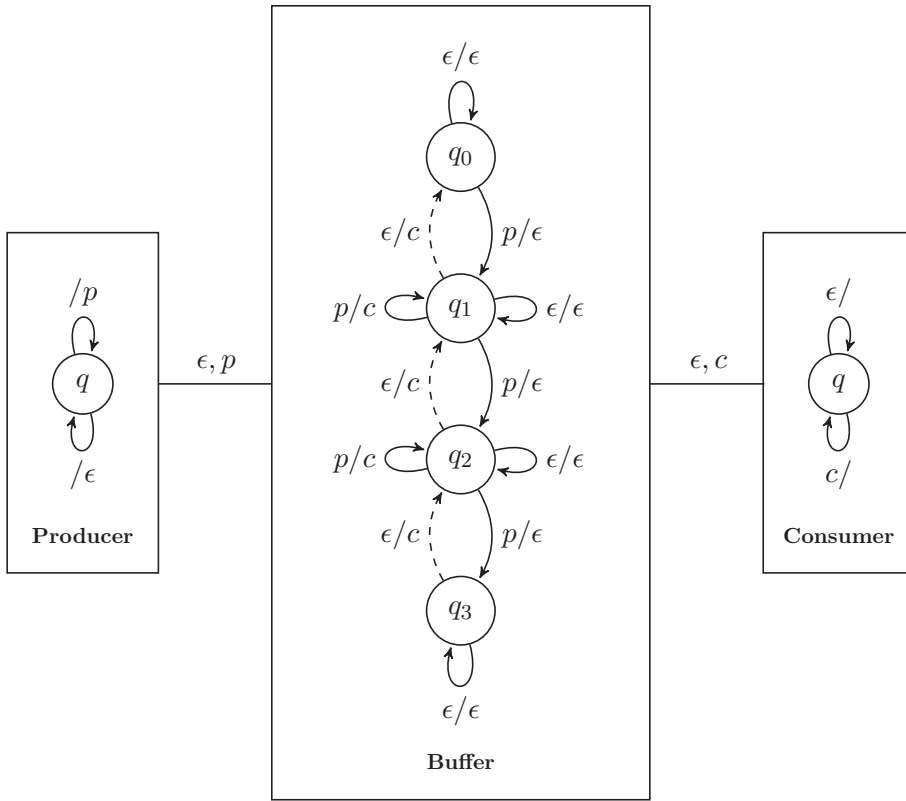 ϵ/ϵ
q₀
ϵ/c
p/ϵ
p/c
q₁
ϵ/ϵ
/p
q
/ϵ
Producer
ϵ, p
ϵ/c
p/ϵ
p/c
q₂
ϵ/ϵ
ϵ/c
p/ϵ
q₃
ϵ/ϵ
Buffer
ϵ, c
ϵ/
q
c/
Consumer